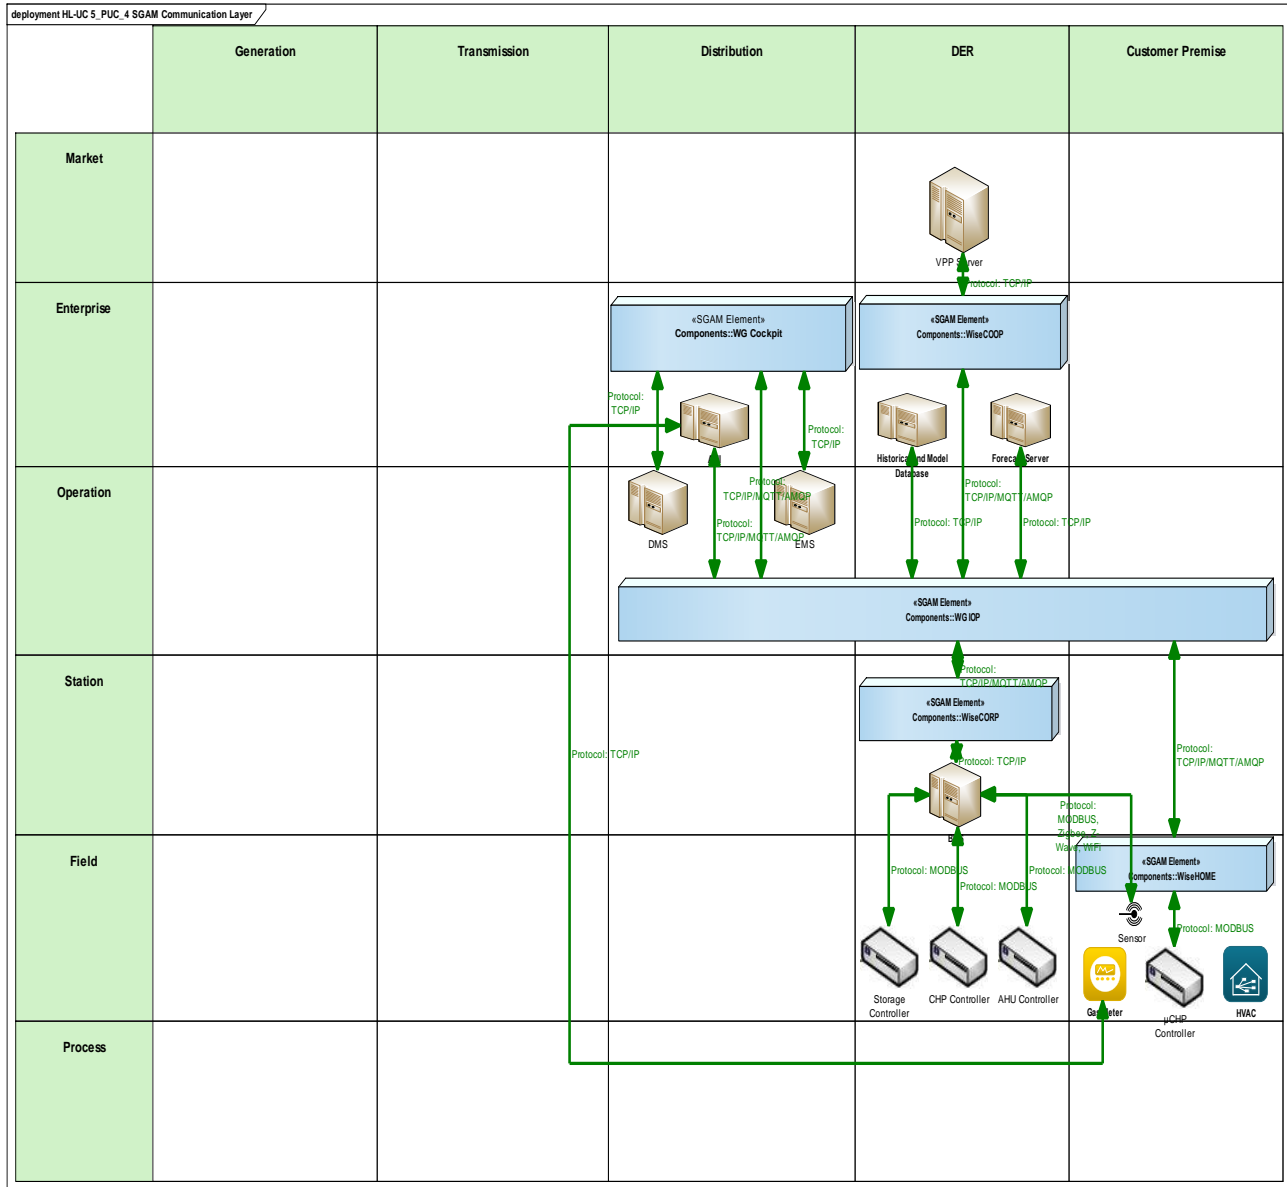 deployment HL-UC 5_PUC_4 SGAM Communication Layer
Generation
Transmission
Distribution
DER
Customer Premise
Market
VPP Server
Protocol: TCP/IP
Enterprise
«SGAM Element»
Components::WG Cockpit
«SGAM Element»
Components::WiseCOOP
Protocol:
TCP/IP
Protocol:
TCP/IP
Historical and Model
Database
Forecast Server
Operation
Protocol:
TCP/IP/MQTT/AMQP
Protocol:
TCP/IP/MQTT/AMQP
DMS
EMS
Protocol: TCP/IP
Protocol:
TCP/IP/MQTT/AMQP
Protocol: TCP/IP
«SGAM Element»
Components::WG IOP
Station
Protocol:
TCP/IP/MQTT/AMQP
«SGAM Element»
Components::WiseCORP
Protocol: TCP/IP
Protocol: TCP/IP
Protocol:
TCP/IP/MQTT/AMQP
Protocol:
MODBUS,
Zigbee, Z-
Wave, WiFi
Field
Protocol: MODBUS
Protocol: MODBUS
Protocol: MODBUS
«SGAM Element»
Components::WiseHOME
Sensor
Protocol: MODBUS
Storage
Controller
CHP Controller
AHU Controller
Gas Meter
µCHP
Controller
HVAC
Process